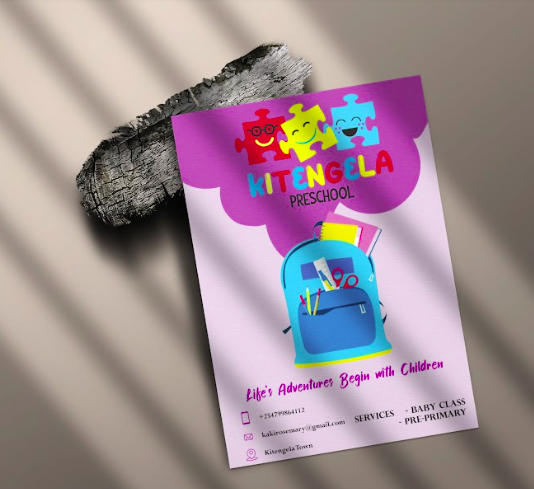 KITENGELA
PRESCHOOL
Life's Adventures Begin with Children
+254799864112
kakirosemary@gmail.com
Kitengela Town
SERVICES - BABY CLASS
- PRE-PRIMARY